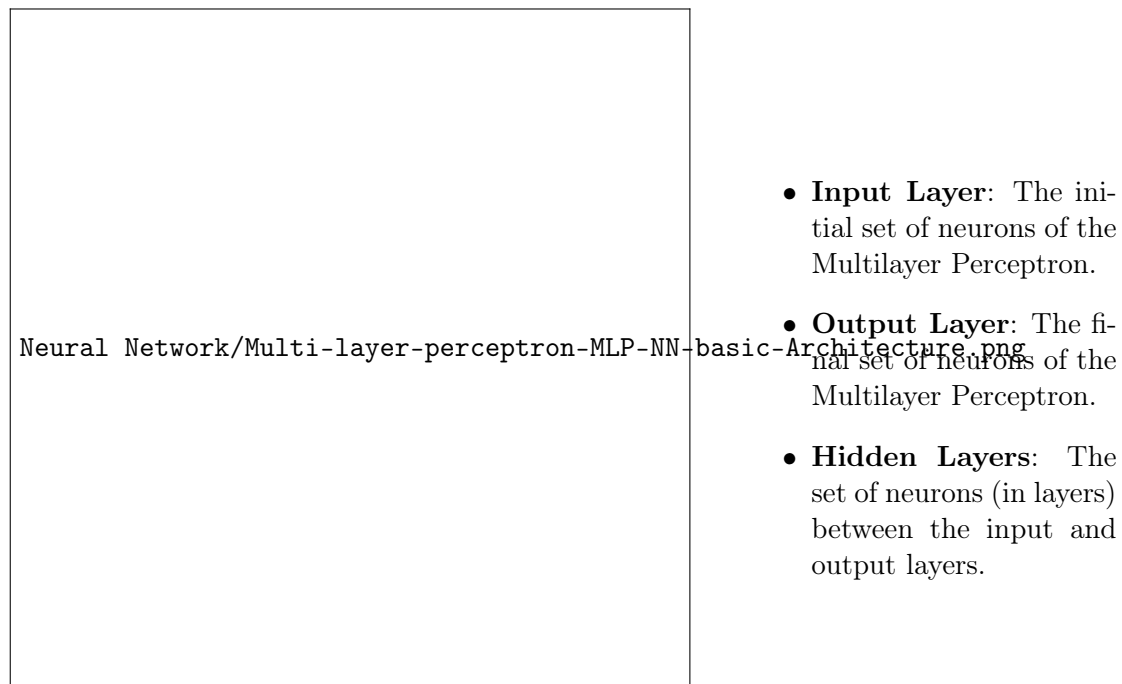 Neural Network/Multi-layer-perceptron-MLP-NN-basic-Architecture.png
• Input Layer: The ini-
tial set of neurons of the
Multilayer Perceptron.
• Output Layer: The fi-
nal set of neurons of the
Multilayer Perceptron.
• Hidden Layers: The
set of neurons (in layers)
between the input and
output layers.